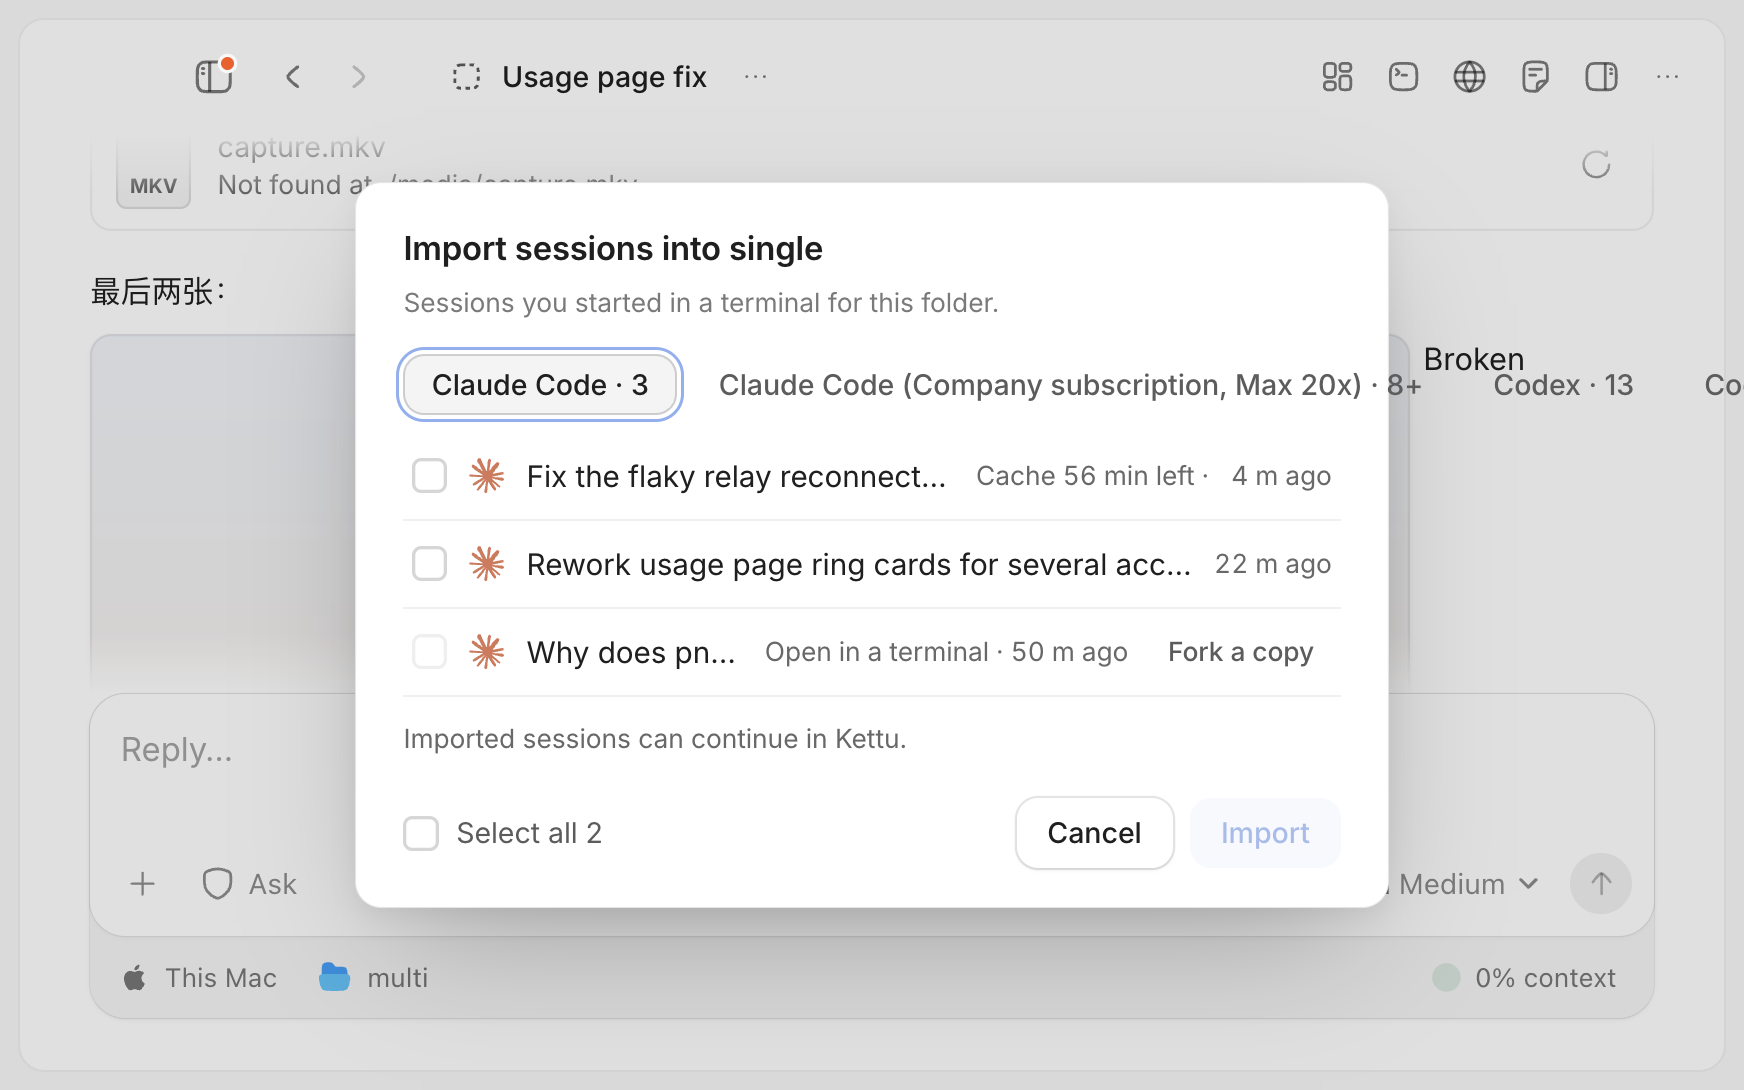 Usage page fix
capture.mkv
MKV
Not found at
最后两张：
Import sessions into single
Sessions you started in a terminal for this folder.
Broken
Claude Code · 3
Claude Code (Company subscription, Max 20x) · 8+
Codex · 13
Fix the flaky relay reconnect... Cache 56 min left · 4 m ago
Rework usage page ring cards for several acc... 22 m ago
Why does pn... Open in a terminal · 50 m ago Fork a copy
Imported sessions can continue in Kettu.
Reply...
Select all 2
Cancel
Import
Ask
Medium
This Mac
multi
0% context